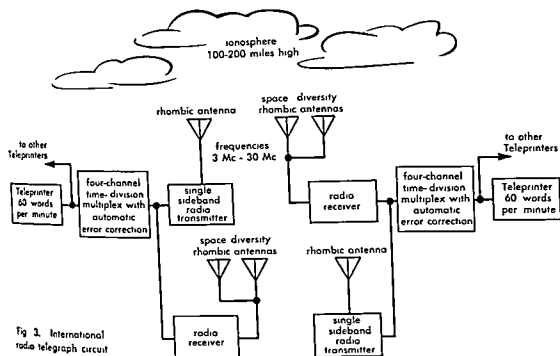 ionosphere
100-200 miles high
rhombic antenna
space diversity
rhombic antennas
frequencies
3 Mc - 30 Mc
to other
Teleprinters
Teleprinter
60 words
per minute
four-channel
time-division
multiplex with
automatic
error correction
single
sideband
radio
transmitter
radio
receiver
four-channel
time-division
multiplex with
automatic
error correction
to other
Teleprinters
Teleprinter
60 words
per minute
space diversity
rhombic antennas
rhombic antenna
radio
receiver
single
sideband
radio
transmitter
Fig 3. International
radio telegraph circuit